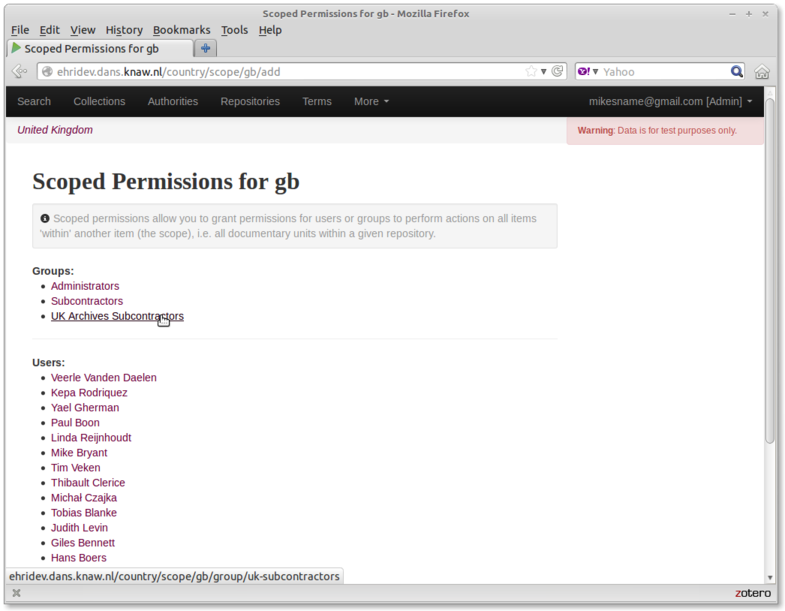 Scoped Permissions for gb - Mozilla Firefox
File Edit View History Bookmarks Tools Help
Scoped Permissions for gb
ehridev.dans.knaw.nl/country/scope/gb/add
Yahoo
Search Collections Authorities Repositories Terms More mikesname@gmail.com [Admin]
United Kingdom
Warning: Data is for test purposes only.
Scoped Permissions for gb
Scoped permissions allow you to grant permissions for users or groups to perform actions on all items
'within' another item (the scope), i.e. all documentary units within a given repository.
Groups:
Administrators
Subcontractors
UK Archives Subcontractors
Users:
Veerle Vanden Daelen
Kepa Rodriquez
Yael Gherman
Paul Boon
Linda Reijnhoudt
Mike Bryant
Tim Veken
Thibault Clerice
Michał Czajka
Tobias Blanke
Judith Levin
Giles Bennett
Hans Boers
ehridev.dans.knaw.nl/country/scope/gb/group/uk-subcontractors
zotero